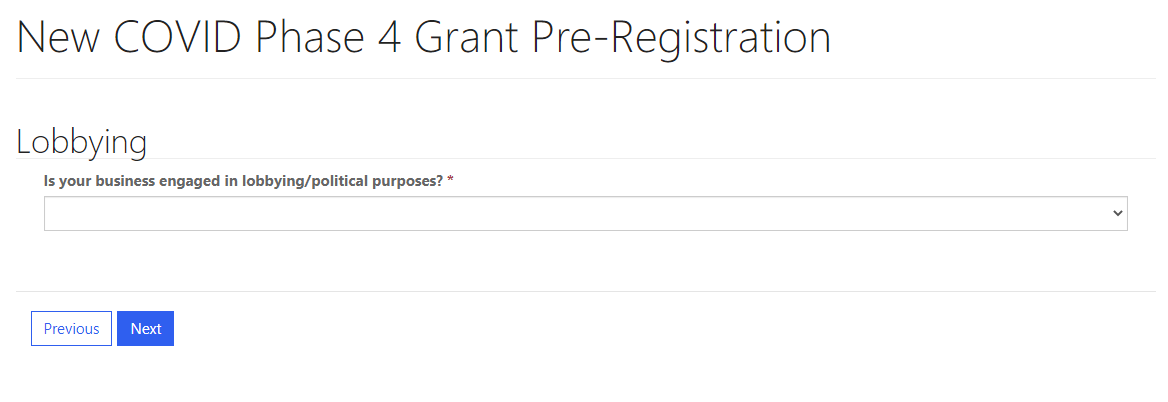 New COVID Phase 4 Grant Pre-Registration
Lobbying
Is your business engaged in lobbying/political purposes? *
Previous Next